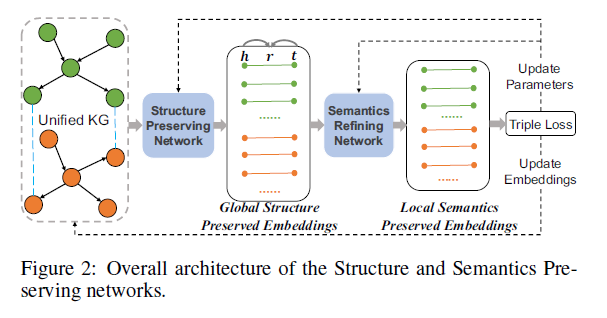 h r t
Update
Parameters
Unified KG
Structure
Preserving
Network
Semantics
Refining
Network
Triple Loss
......
......
......
......
Update
Embeddings
Global Structure
Preserved Embeddings
Local Semantics
Preserved Embeddings
Figure 2: Overall architecture of the Structure and Semantics Pre-
serving networks.